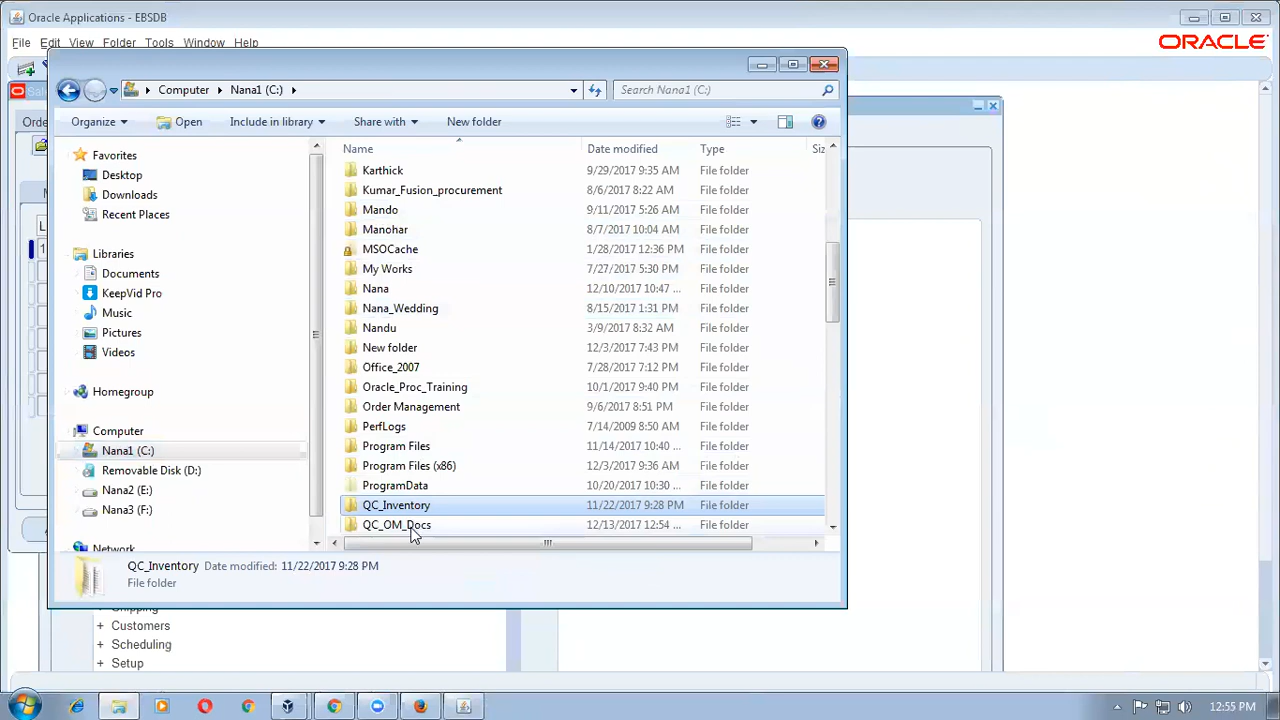 Oracle Applications - EBSDB
File Edit View Folder Tools Window Help
ORACLE
Computer Nana1 (C:)
Search Nana1 (C:)
Organize Open Include in library Share with New folder
Name Date modified Type
Favorites
Desktop
Downloads
Recent Places
Libraries
Documents
KeepVid Pro
Music
Pictures
Videos
Homegroup
Computer
Nana1 (C:)
Removable Disk (D:)
Nana2 (E:)
Nana3 (F:)
Network
Karthick 9/29/2017 9:35 AM File folder
Kumar_Fusion_procurement 8/6/2017 8:22 AM File folder
Mando 9/11/2017 5:26 AM File folder
Manohar 8/7/2017 10:04 AM File folder
MSOCache 1/28/2017 12:36 PM File folder
My Works 7/27/2017 5:30 PM File folder
Nana 12/10/2017 10:47 ... File folder
Nana_Wedding 8/15/2017 1:31 PM File folder
Nandu 3/9/2017 8:32 AM File folder
New folder 12/3/2017 7:43 PM File folder
Office_2007 7/28/2017 7:12 PM File folder
Oracle_Proc_Training 10/1/2017 9:40 PM File folder
Order Management 9/6/2017 8:51 PM File folder
PerfLogs 7/14/2009 8:50 AM File folder
Program Files 11/14/2017 10:40 ... File folder
Program Files (x86) 12/3/2017 9:36 AM File folder
ProgramData 10/20/2017 10:30 ... File folder
QC_Inventory 11/22/2017 9:28 PM File folder
QC_OM_Docs 12/13/2017 12:54 ... File folder
QC_Inventory Date modified: 11/22/2017 9:28 PM
File folder
+ Shipping
+ Customers
+ Scheduling
+ Setup
12:55 PM